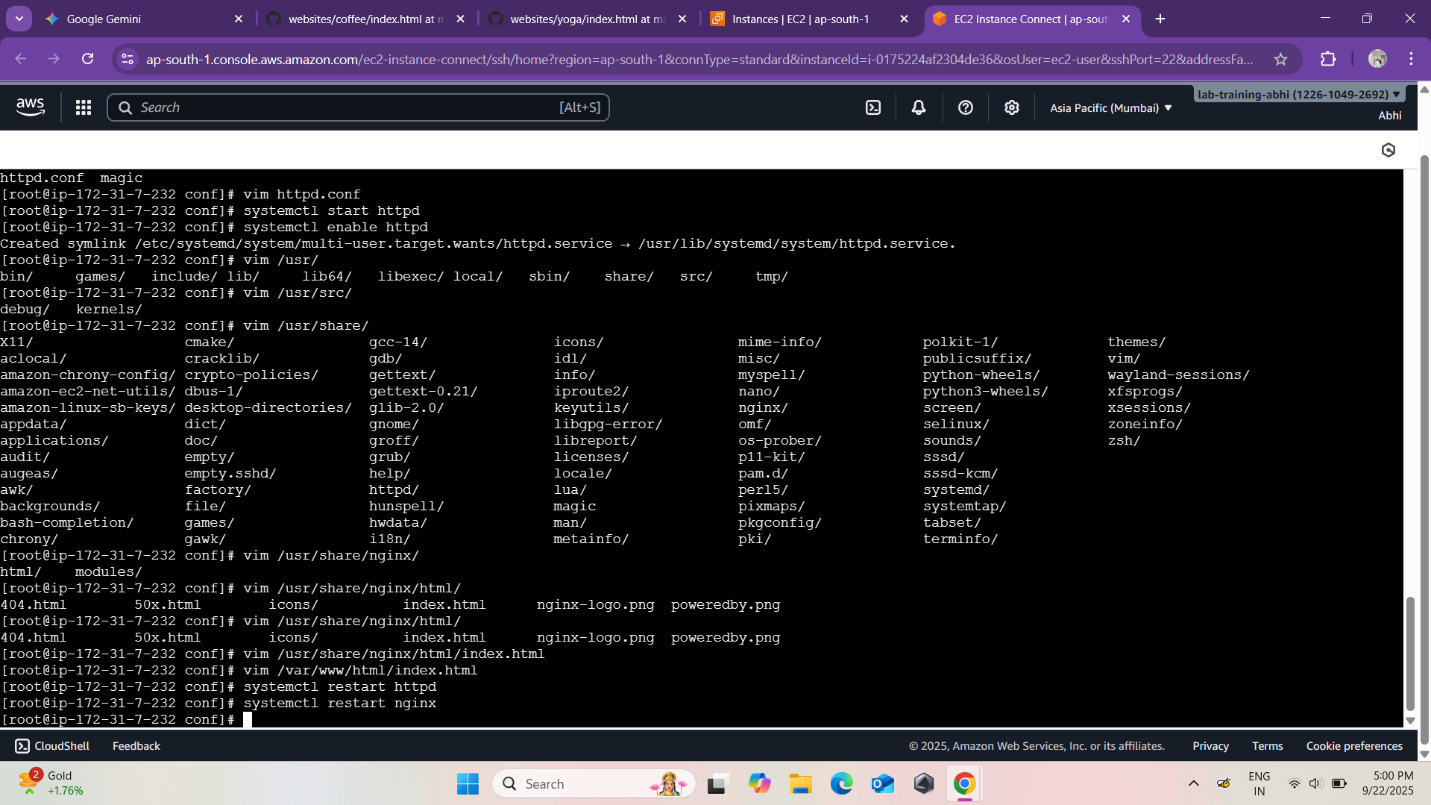 Google Gemini
websites/coffee/index.html at m
websites/yoga/index.html at ma
Instances | EC2 | ap-south-1
EC2 Instance Connect | ap-sout
ap-south-1.console.aws.amazon.com/ec2-instance-connect/ssh/home?region=ap-south-1&connType=standard&instanceId=i-0175224af2304de36&osUser=ec2-user&sshPort=22&addressFa...
aws
Search [Alt+S]
Asia Pacific (Mumbai)
lab-training-abhi (1226-1049-2692)
Abhi
httpd.conf  magic
[root@ip-172-31-7-232 conf]# vim httpd.conf
[root@ip-172-31-7-232 conf]# systemctl start httpd
[root@ip-172-31-7-232 conf]# systemctl enable httpd
Created symlink /etc/systemd/system/multi-user.target.wants/httpd.service → /usr/lib/systemd/system/httpd.service.
[root@ip-172-31-7-232 conf]# vim /usr/
bin/     games/   include/ lib/     lib64/   libexec/ local/   sbin/    share/   src/     tmp/
[root@ip-172-31-7-232 conf]# vim /usr/src/
debug/   kernels/
[root@ip-172-31-7-232 conf]# vim /usr/share/
X11/                  cmake/                gcc-14/               icons/                mime-info/            polkit-1/             themes/
aclocal/              cracklib/             gdb/                  idl/                  misc/                 publicsuffix/         vim/
amazon-chrony-config/ crypto-policies/      gettext/              info/                 myspell/              python-wheels/        wayland-sessions/
amazon-ec2-net-utils/ dbus-1/               gettext-0.21/         iproute2/             nano/                 python3-wheels/       xfsprogs/
amazon-linux-sb-keys/ desktop-directories/  glib-2.0/             keyutils/             nginx/                screen/               xsessions/
appdata/              dict/                 gnome/                libgpg-error/         omf/                  selinux/              zoneinfo/
applications/         doc/                  groff/                libreport/            os-prober/            sounds/               zsh/
audit/                empty/                grub/                 licenses/             p11-kit/              sssd/
augeas/               empty.sshd/           help/                 locale/               pam.d/                sssd-kcm/
awk/                  factory/              httpd/                lua/                  perl5/                systemd/
backgrounds/          file/                 hunspell/             magic                 pixmaps/              systemtap/
bash-completion/      games/                hwdata/               man/                  pkgconfig/            tabset/
chrony/               gawk/                 i18n/                 metainfo/             pki/                  terminfo/
[root@ip-172-31-7-232 conf]# vim /usr/share/nginx/
html/    modules/
[root@ip-172-31-7-232 conf]# vim /usr/share/nginx/html/
404.html        50x.html        icons/          index.html      nginx-logo.png  poweredby.png
[root@ip-172-31-7-232 conf]# vim /usr/share/nginx/html/
404.html        50x.html        icons/          index.html      nginx-logo.png  poweredby.png
[root@ip-172-31-7-232 conf]# vim /usr/share/nginx/html/index.html
[root@ip-172-31-7-232 conf]# vim /var/www/html/index.html
[root@ip-172-31-7-232 conf]# systemctl restart httpd
[root@ip-172-31-7-232 conf]# systemctl restart nginx
[root@ip-172-31-7-232 conf]#
CloudShell Feedback © 2025, Amazon Web Services, Inc. or its affiliates. Privacy Terms Cookie preferences
2
Gold
+1.76%
Search
ENG
IN
5:00 PM
9/22/2025